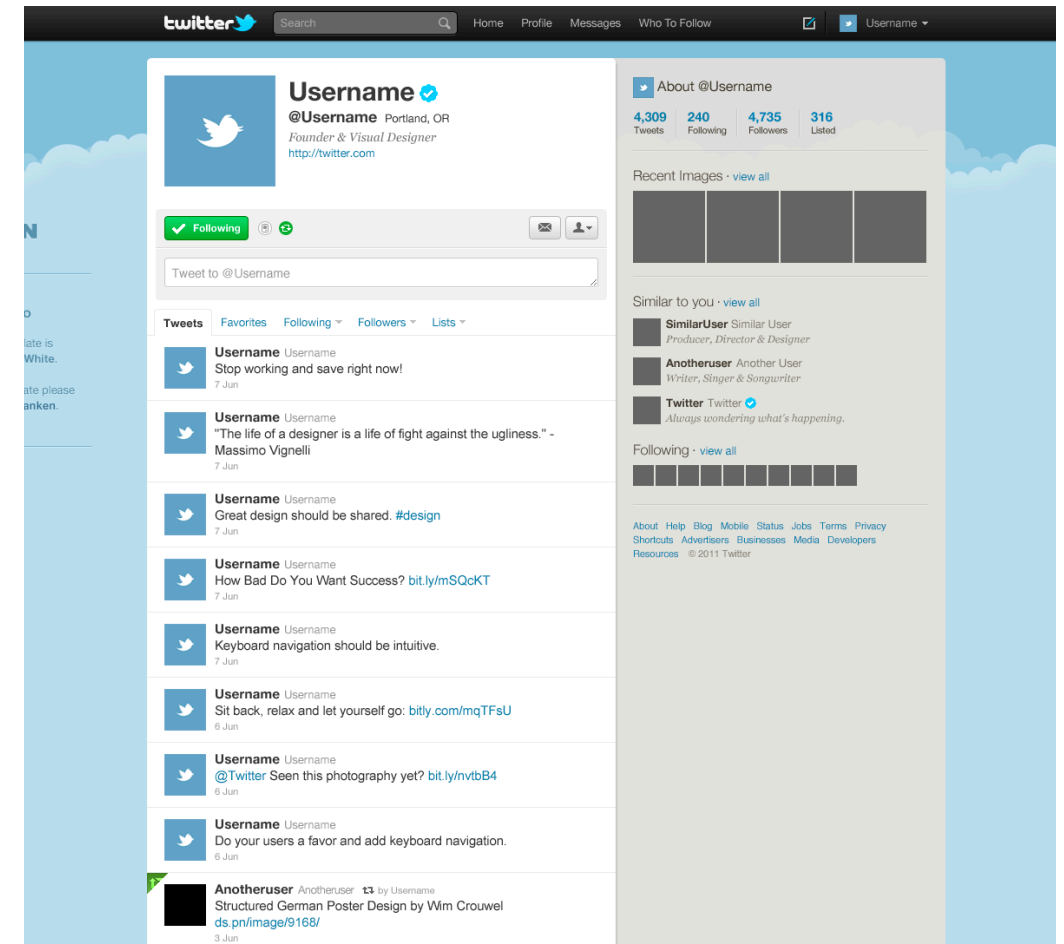 twitter
Search
Home Profile Messages Who To Follow
Username
N
ate is
White.
ate please
anken.
Username
@Username Portland, OR
Founder & Visual Designer
http://twitter.com
Following
Tweet to @Username
Tweets Favorites Following Followers Lists
Username Username
Stop working and save right now!
7 Jun
Username Username
"The life of a designer is a life of fight against the ugliness." -
Massimo Vignelli
7 Jun
Username Username
Great design should be shared. #design
7 Jun
Username Username
How Bad Do You Want Success? bit.ly/mSQcKT
7 Jun
Username Username
Keyboard navigation should be intuitive.
7 Jun
Username Username
Sit back, relax and let yourself go: bitly.com/mqTFsU
6 Jun
Username Username
@Twitter Seen this photography yet? bit.ly/nvtbB4
6 Jun
Username Username
Do your users a favor and add keyboard navigation.
6 Jun
Anotheruser Anotheruser by Username
Structured German Poster Design by Wim Crouwel
ds.pn/image/9168/
3 Jun
About @Username
4,309 240 4,735 316
Tweets Following Followers Listed
Recent Images · view all
Similar to you · view all
SimilarUser Similar User
Producer, Director & Designer
Anotheruser Another User
Writer, Singer & Songwriter
Twitter Twitter
Always wondering what's happening.
Following · view all
About Help Blog Mobile Status Jobs Terms Privacy
Shortcuts Advertisers Businesses Media Developers
Resources © 2011 Twitter